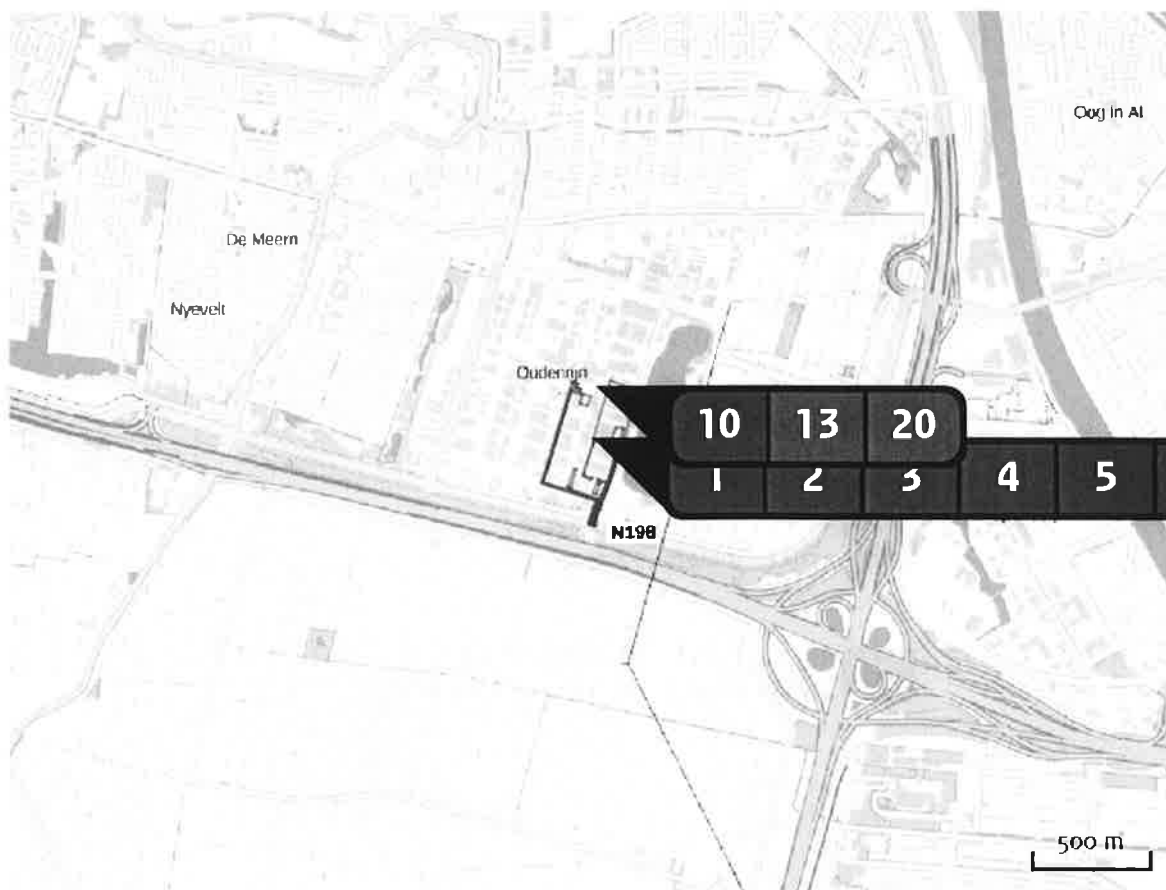 Oog in Al
De Meern
Nyevelt
Oudenrijn
10 13 20
1 2 3 4 5
N198
500 m